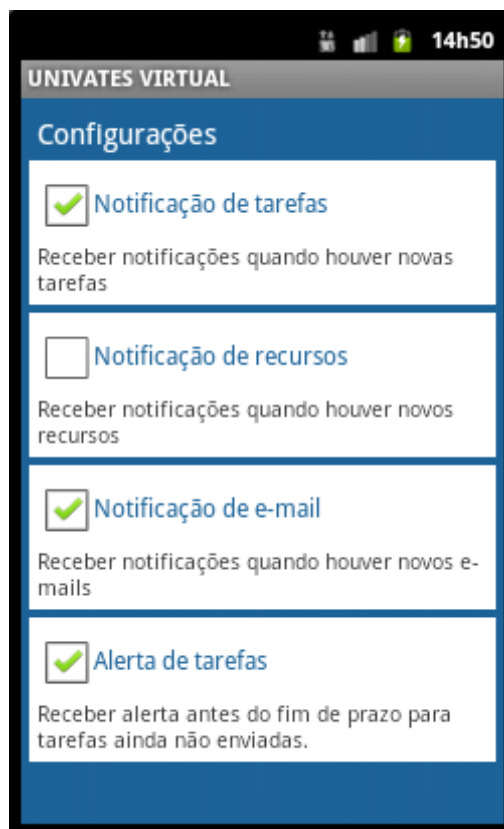 14h50
UNIVATES VIRTUAL
Configurações
Notificação de tarefas
Receber notificações quando houver novas
tarefas
Notificação de recursos
Receber notificações quando houver novos
recursos
Notificação de e-mail
Receber notificações quando houver novos e-
mails
Alerta de tarefas
Receber alerta antes do fim de prazo para
tarefas ainda não enviadas.